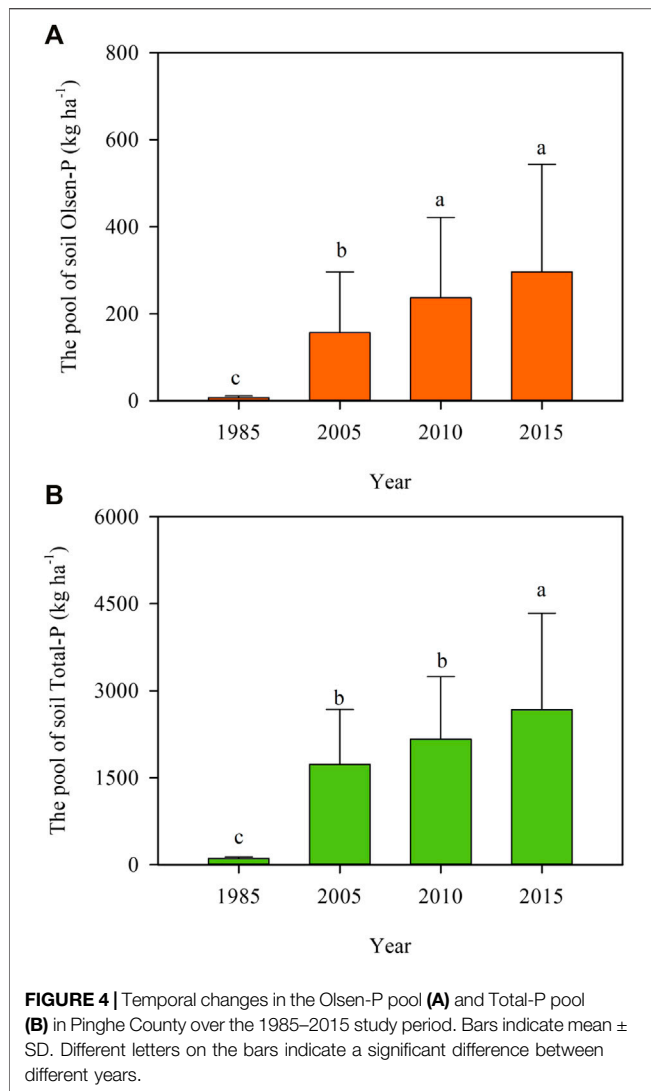 A
The pool of soil Olsen-P (kg ha⁻¹)
800
600
400
200
0
c
b
a
a
1985 2005 2010 2015
Year
B
The pool of soil Total-P (kg ha⁻¹)
6000
4500
3000
1500
0
c
b
b
a
1985 2005 2010 2015
Year
FIGURE 4 | Temporal changes in the Olsen-P pool (A) and Total-P pool
(B) in Pinghe County over the 1985–2015 study period. Bars indicate mean ±
SD. Different letters on the bars indicate a significant difference between
different years.